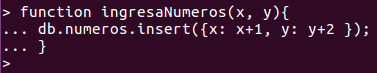 > function ingresaNumeros(x, y){
... db.numeros.insert({x: x+1, y: y+2 });
... }
>